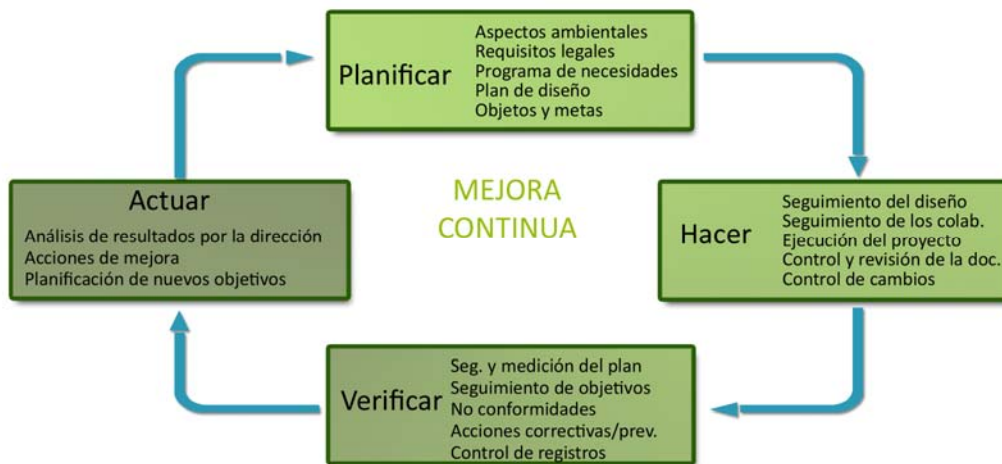 Planificar
Aspectos ambientales
Requisitos legales
Programa de necesidades
Plan de diseño
Objetos y metas
MEJORA
CONTINUA
Hacer
Seguimiento del diseño
Seguimiento de los colab.
Ejecución del proyecto
Control y revisión de la doc.
Control de cambios
Verificar
Seg. y medición del plan
Seguimiento de objetivos
No conformidades
Acciones correctivas/prev.
Control de registros
Actuar
Análisis de resultados por la dirección
Acciones de mejora
Planificación de nuevos objetivos